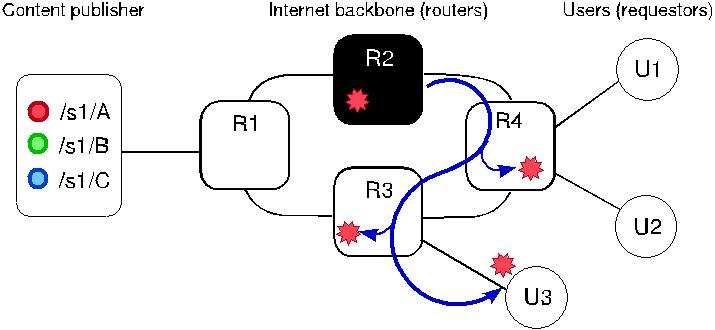 Content publisher
Internet backbone (routers)
Users (requestors)
R2
U1
/s1/A
R1
R4
/s1/B
/s1/C
R3
U2
U3